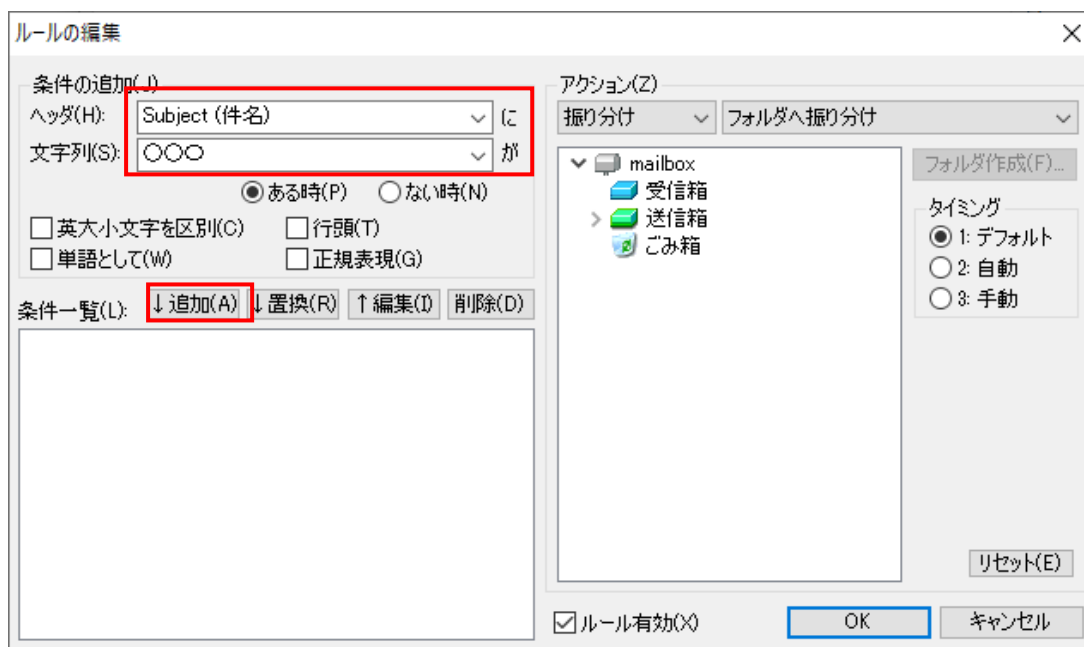 ルールの編集
条件の追加(J)
ヘッダ(H): Subject (件名) に
文字列(S): 〇〇〇 が
ある時(P) ない時(N)
英大小文字を区別(C) 行頭(T)
単語として(W) 正規表現(G)
条件一覧(L): ↓追加(A) ↓置換(R) ↑編集(I) 削除(D)
アクション(Z)
振り分け フォルダへ振り分け
mailbox
受信箱
送信箱
ごみ箱
フォルダ作成(F)...
タイミング
1: デフォルト
2: 自動
3: 手動
リセット(E)
ルール有効(X) OK キャンセル